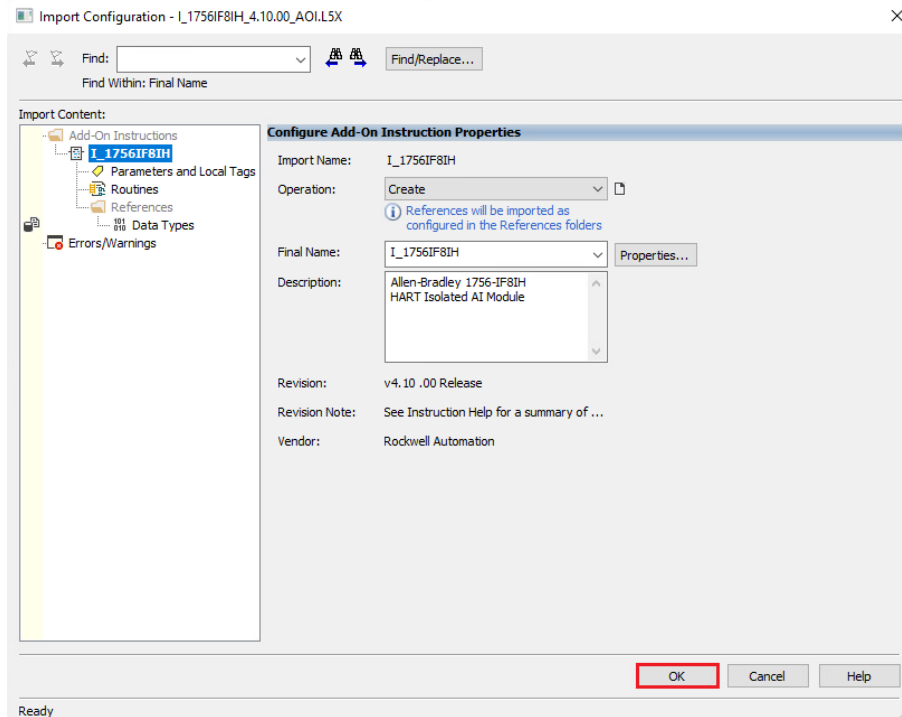 Import Configuration - I_1756IF8IH_4.10.00_AOI.L5X
Find:
Find/Replace...
Find Within: Final Name
Import Content:
Add-On Instructions
I_1756IF8IH
Parameters and Local Tags
Routines
References
Data Types
Errors/Warnings
Configure Add-On Instruction Properties
Import Name: I_1756IF8IH
Operation: Create
References will be imported as
configured in the References folders
Final Name: I_1756IF8IH Properties...
Description: Allen-Bradley 1756-IF8IH
HART Isolated AI Module
Revision: v4.10 .00 Release
Revision Note: See Instruction Help for a summary of ...
Vendor: Rockwell Automation
OK Cancel Help
Ready